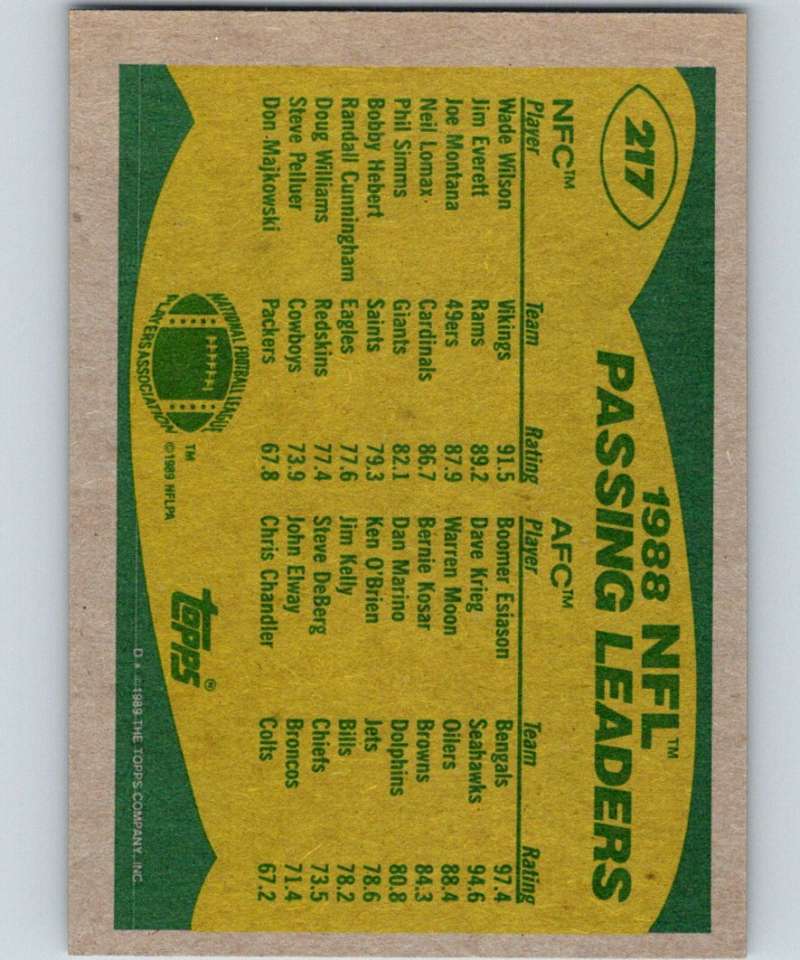 217
1988 NFL™
PASSING LEADERS
NFC™
Player Team Rating
Wade Wilson Vikings 91.5
Jim Everett Rams 89.2
Joe Montana 49ers 87.9
Neil Lomax Cardinals 86.7
Phil Simms Giants 82.1
Bobby Hebert Saints 79.3
Randall Cunningham Eagles 77.6
Doug Williams Redskins 77.4
Steve Pelluer Cowboys 73.9
Don Majkowski Packers 67.8
AFC™
Player Team Rating
Boomer Esiason Bengals 97.4
Dave Krieg Seahawks 94.6
Warren Moon Oilers 88.4
Bernie Kosar Browns 84.3
Dan Marino Dolphins 80.8
Ken O'Brien Jets 78.6
Jim Kelly Bills 78.2
Steve DeBerg Chiefs 73.5
John Elway Broncos 71.4
Chris Chandler Colts 67.2
NATIONAL FOOTBALL LEAGUE
PLAYERS ASSOCIATION
™
©1989 NFLPA
topps®
D* ©1989 THE TOPPS COMPANY, INC.